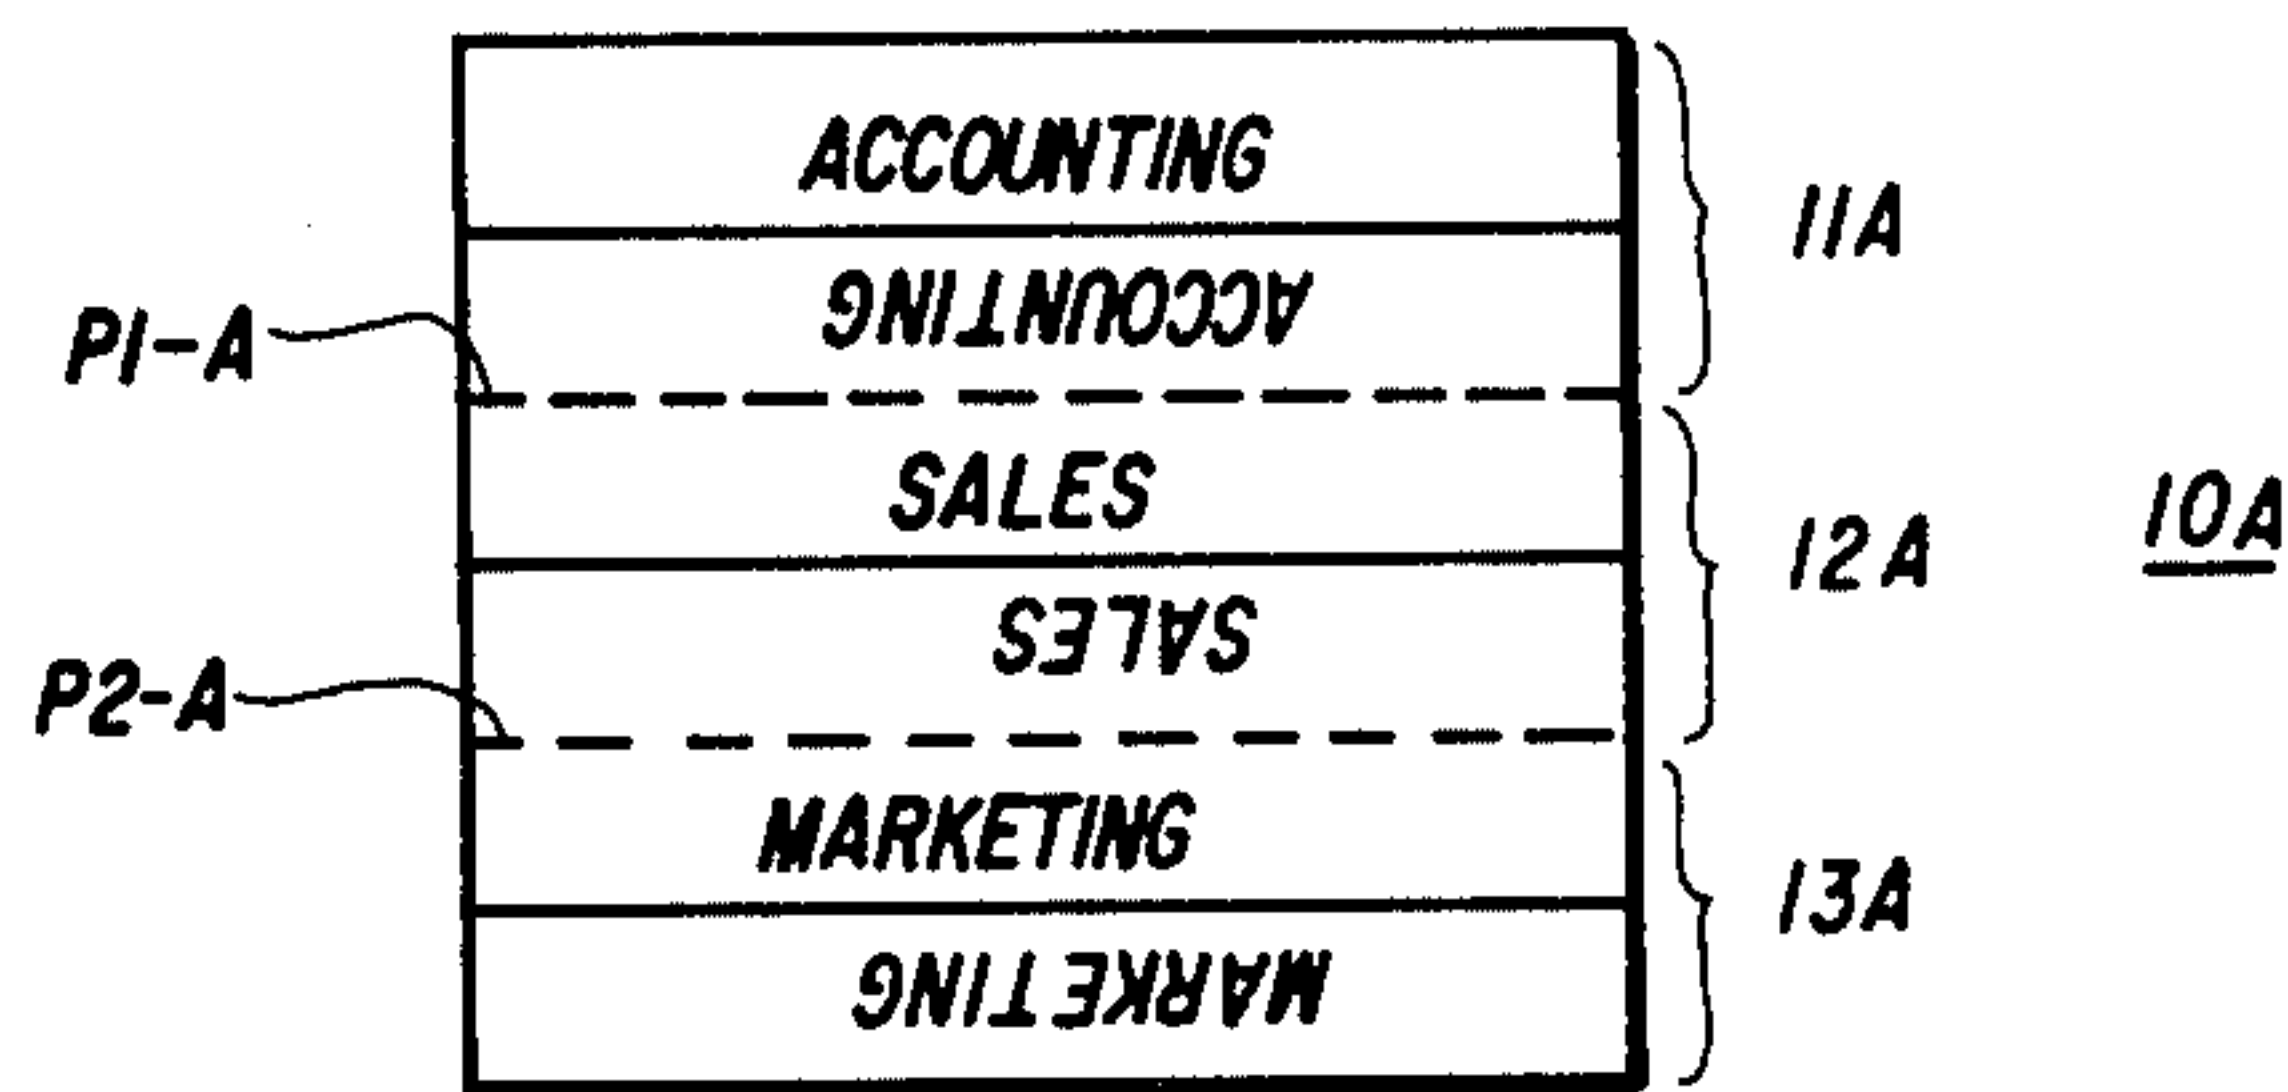 ACCOUNTING
11A
ACCOUNTING
P1-A
SALES
10A
12A
SALES
P2-A
MARKETING
13A
MARKETING